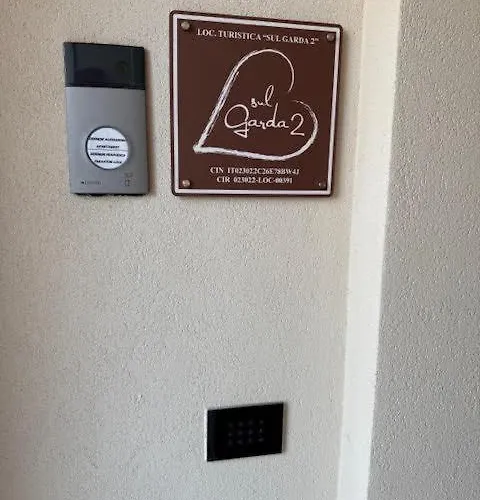 LOC. TURISTICA "SUL GARDA 2"
sul
Garda 2
CIN IT023022C26E78BW4J
CIR 023022-LOC-00391